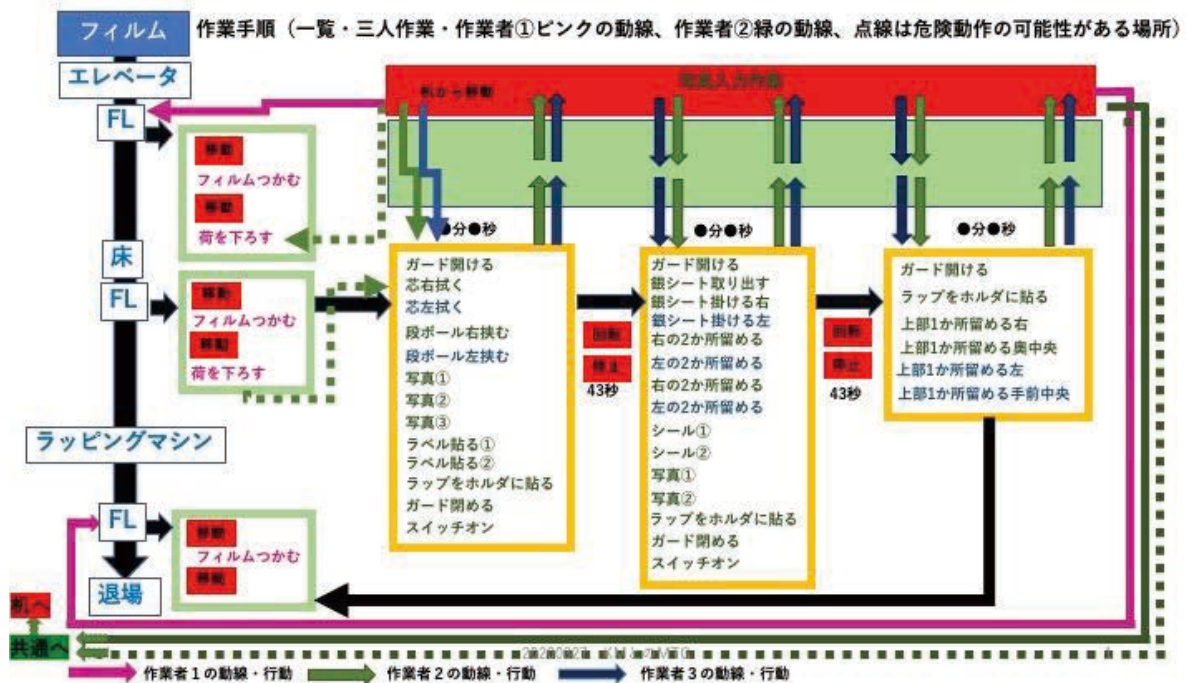 フィルム
作業手順（一覧・三人作業・作業者①ピンクの動線、作業者②緑の動線、点線は危険動作の可能性がある場所）
エレベータ
机から移動
写真入力作業
FL
移動
フィルムつかむ
移動
荷を下ろす
床
FL
移動
フィルムつかむ
移動
荷を下ろす
●分●秒
ガード開ける
芯右拭く
芯左拭く
段ボール右挟む
段ボール左挟む
写真①
写真②
写真③
ラベル貼る①
ラベル貼る②
ラップをホルダに貼る
ガード閉める
スイッチオン
回転
停止
43秒
●分●秒
ガード開ける
銀シート取り出す
銀シート掛ける右
銀シート掛ける左
右の2か所留める
左の2か所留める
右の2か所留める
左の2か所留める
シール①
シール②
写真①
写真②
ラップをホルダに貼る
ガード閉める
スイッチオン
回転
停止
43秒
●分●秒
ガード開ける
ラップをホルダに貼る
上部1か所留める右
上部1か所留める奥中央
上部1か所留める左
上部1か所留める手前中央
ラッピングマシン
FL
移動
フィルムつかむ
移動
退場
机へ
共通へ
作業者1の動線・行動
作業者2の動線・行動
作業者3の動線・行動